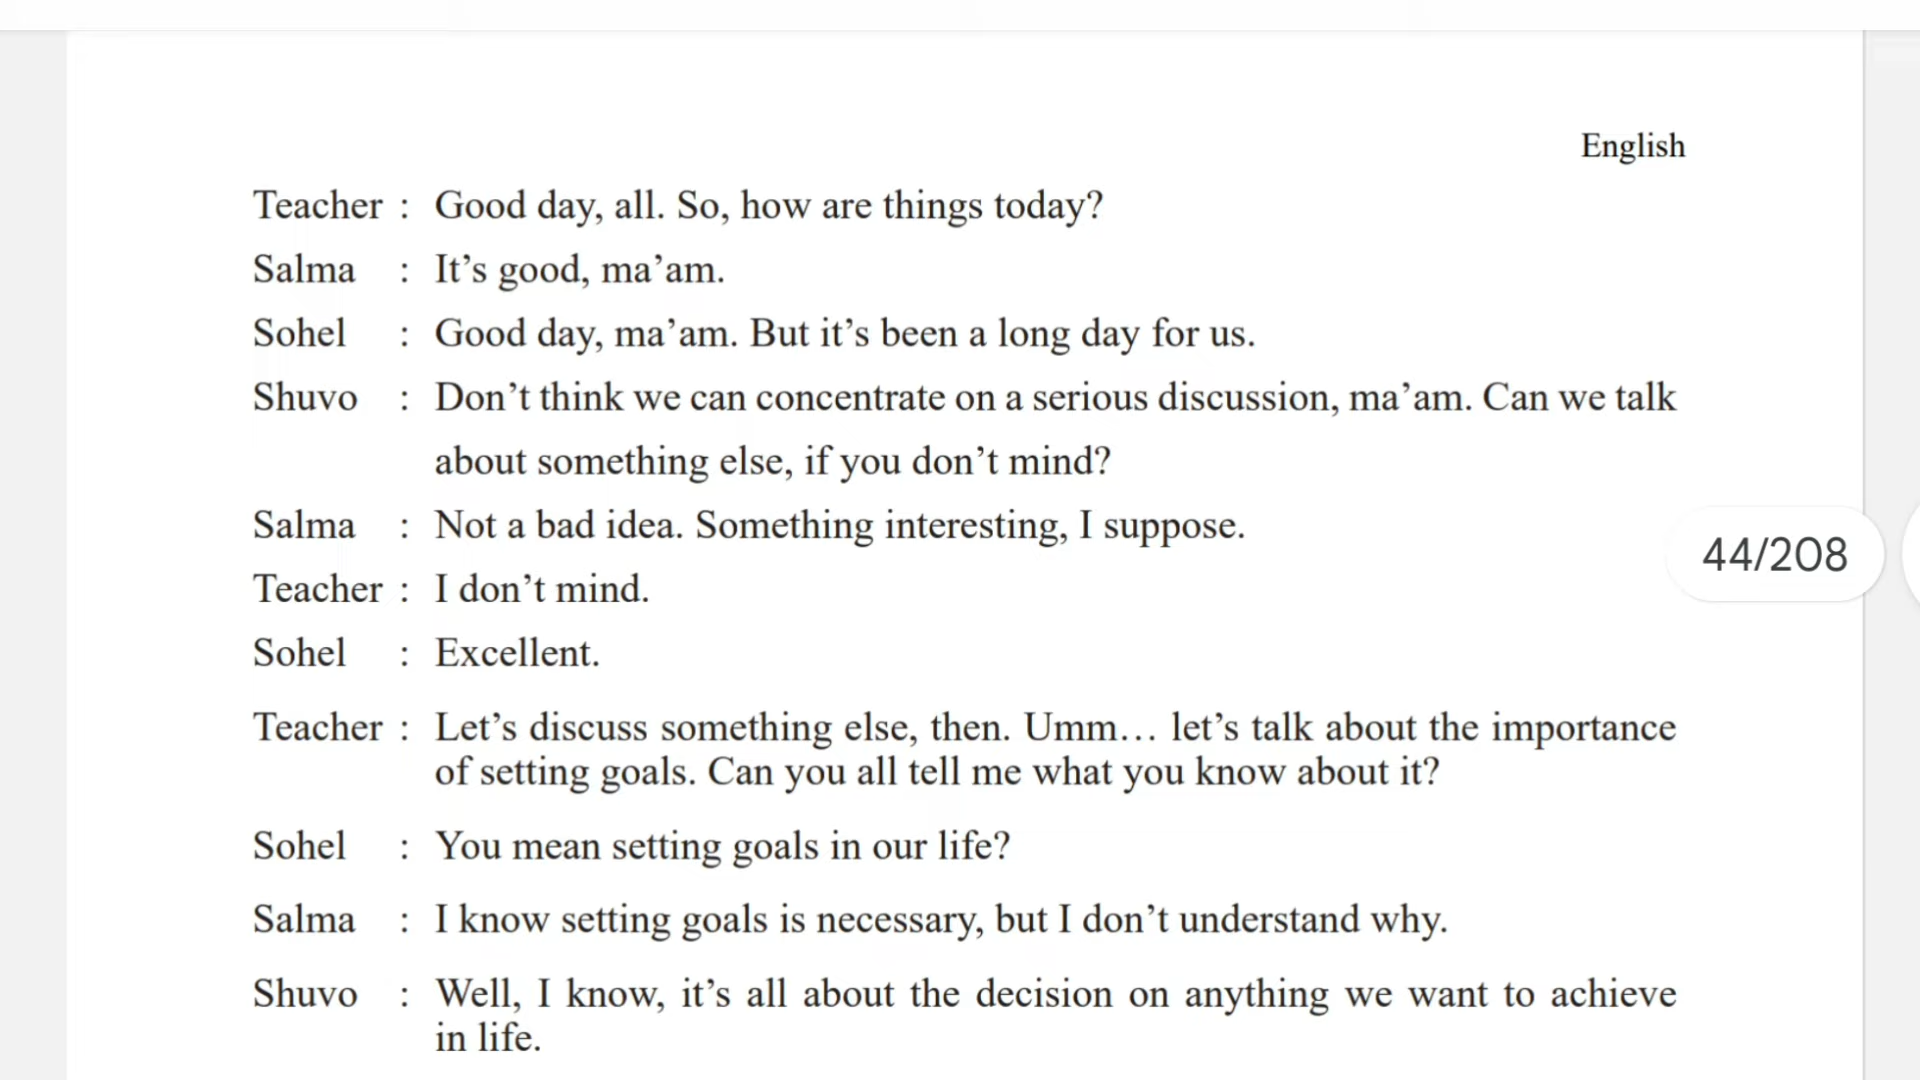 English
Teacher : Good day, all. So, how are things today?
Salma : It’s good, ma’am.
Sohel : Good day, ma’am. But it’s been a long day for us.
Shuvo : Don’t think we can concentrate on a serious discussion, ma’am. Can we talk
about something else, if you don’t mind?
Salma : Not a bad idea. Something interesting, I suppose.
44/208
Teacher : I don’t mind.
Sohel : Excellent.
Teacher : Let’s discuss something else, then. Umm… let’s talk about the importance
of setting goals. Can you all tell me what you know about it?
Sohel : You mean setting goals in our life?
Salma : I know setting goals is necessary, but I don’t understand why.
Shuvo : Well, I know, it’s all about the decision on anything we want to achieve
in life.